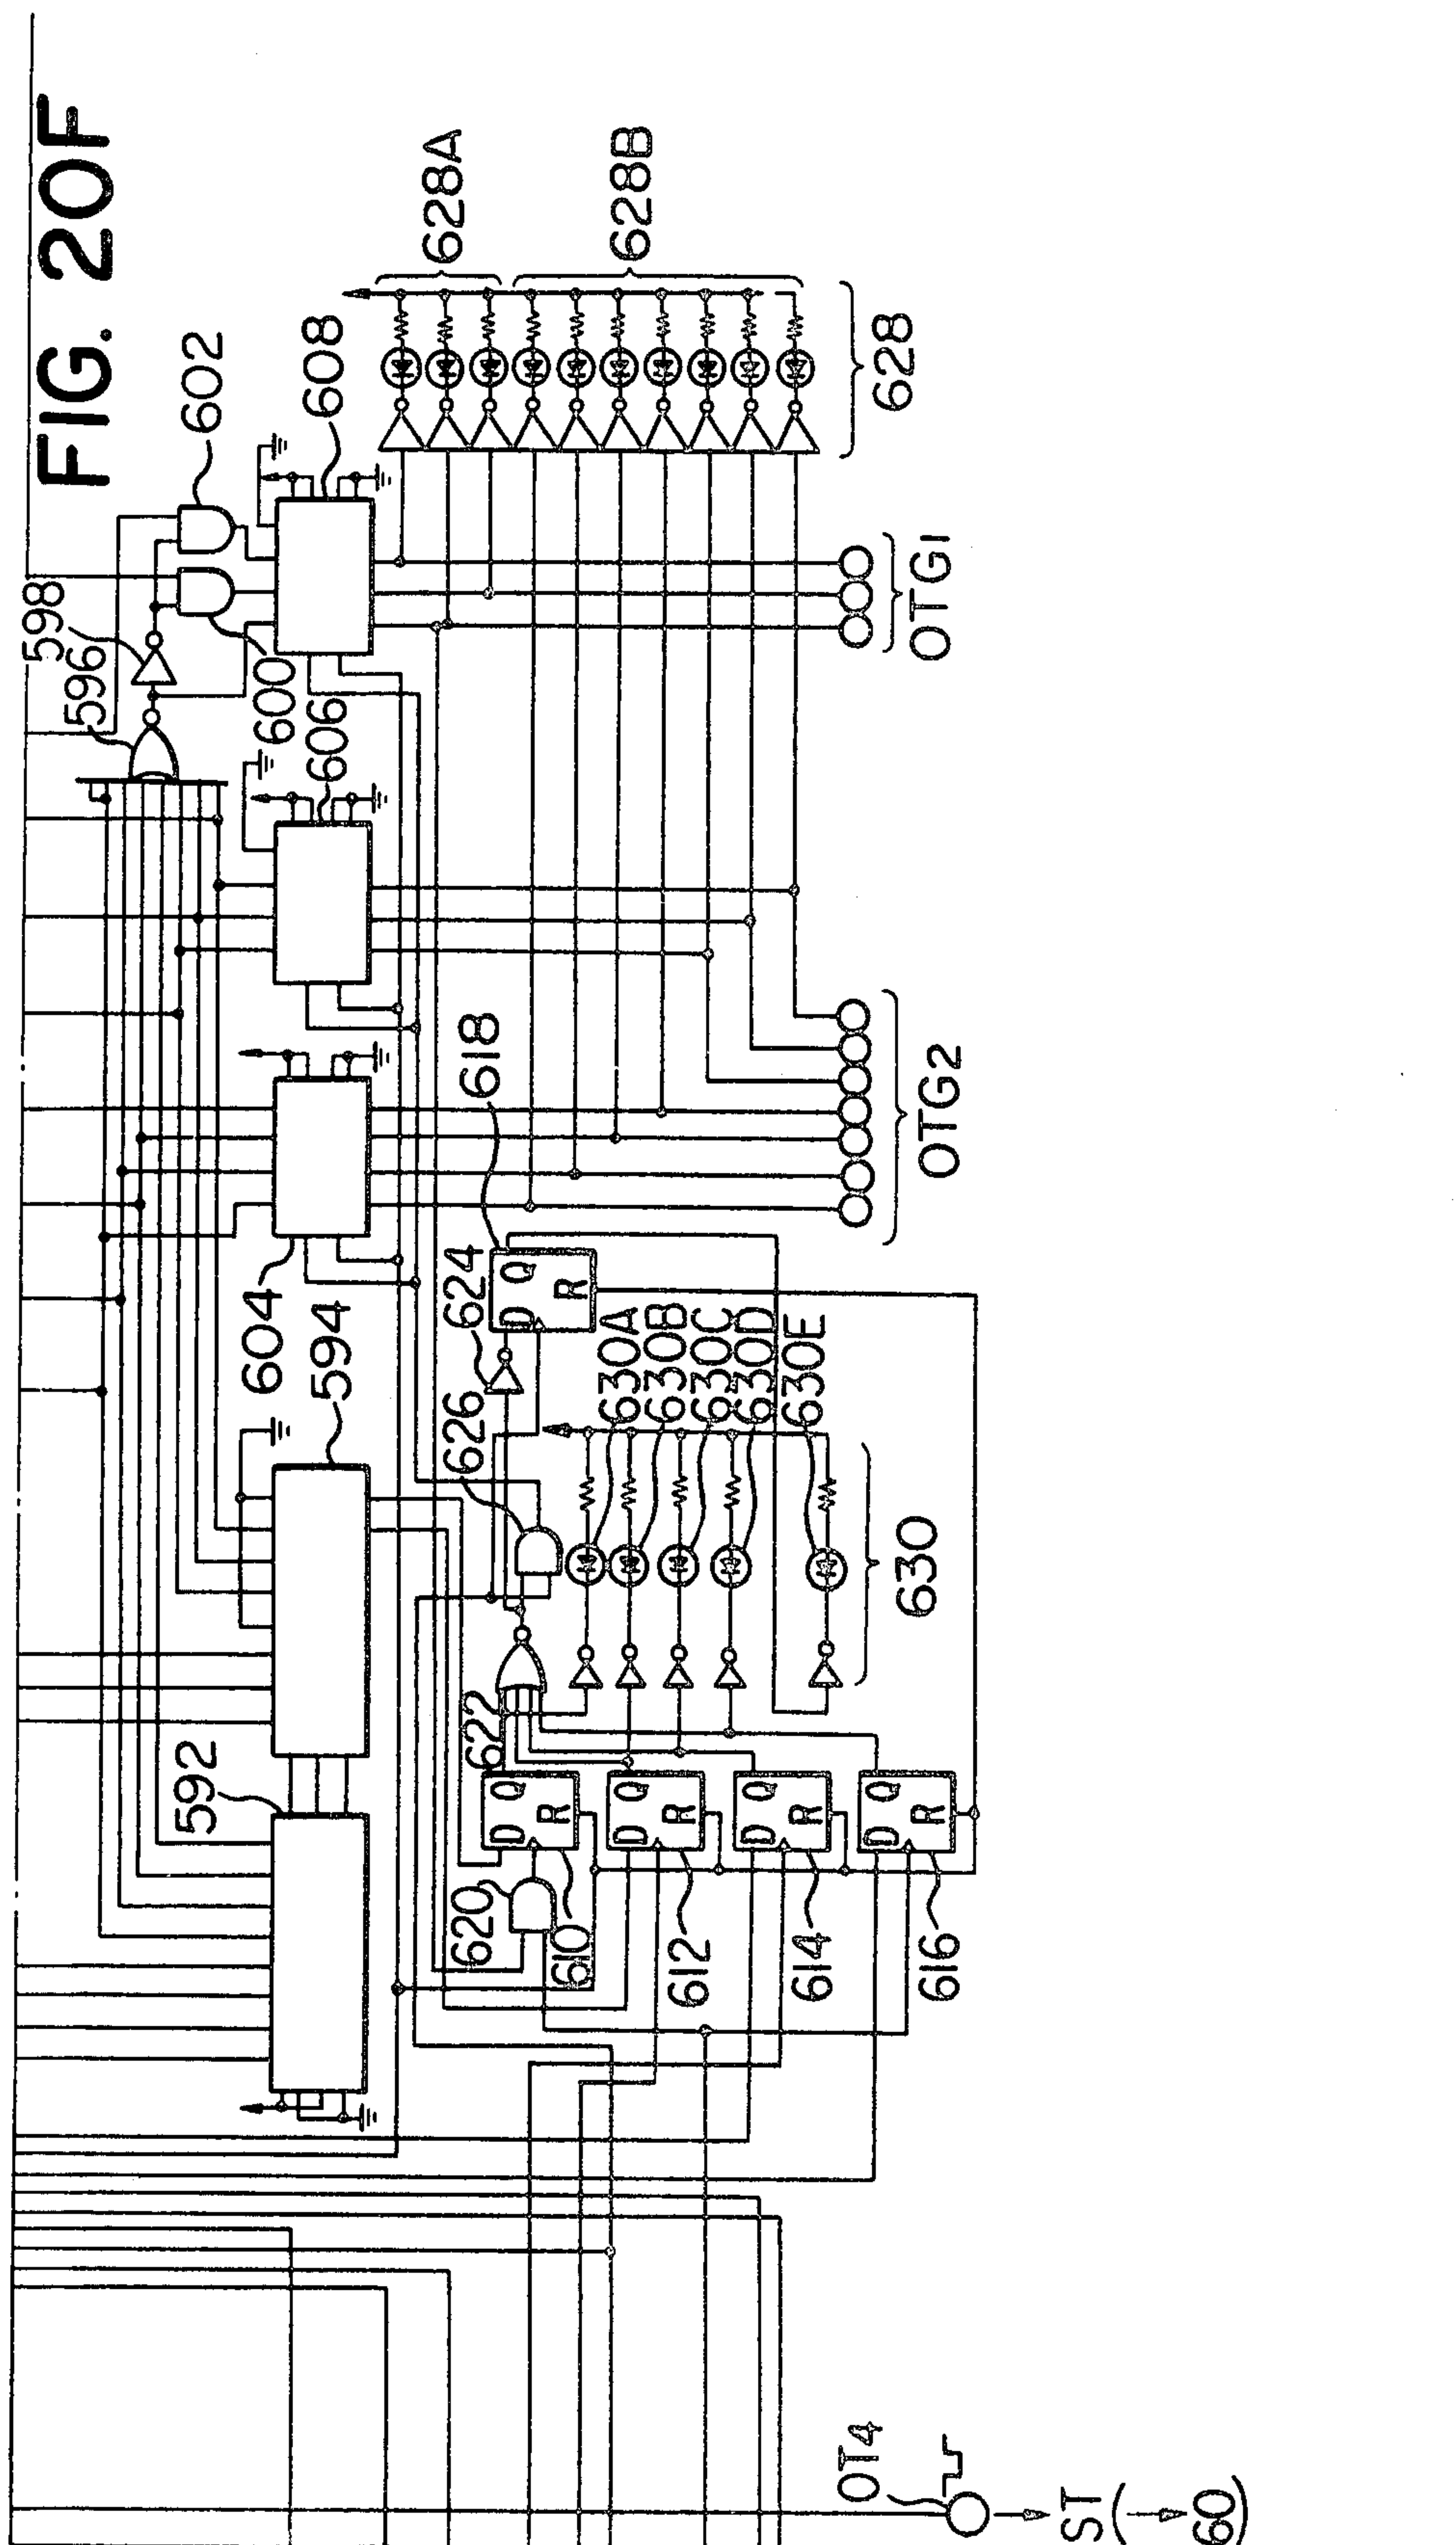 FIG. 20F
628A
628B
602
608
628
598
596
600
606
OTG1
618
OTG2
604
594
624
626
D Q
R
630A
630B
630C
630D
630E
630
592
622
620
610
D Q
R
612
D Q
R
614
D Q
R
616
D Q
R
OT4
ST(→60)